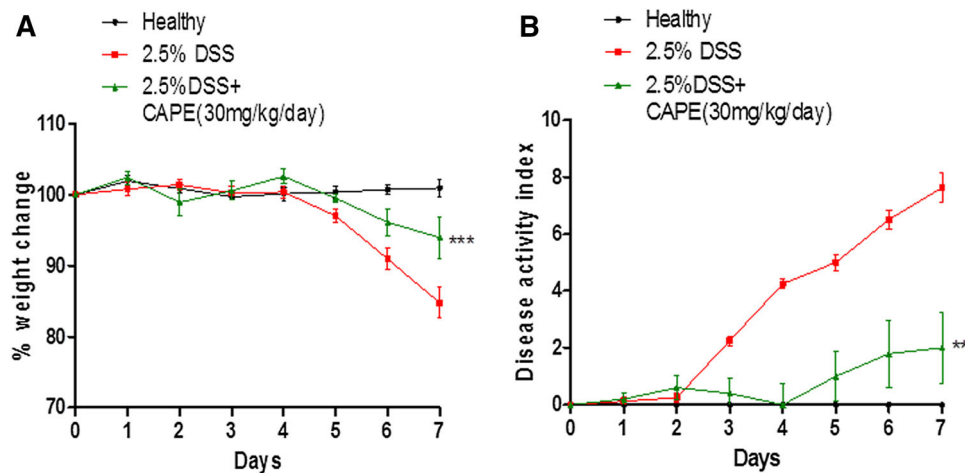 A
Healthy
2.5% DSS
2.5%DSS+
CAPE(30mg/kg/day)
110
100
90
80
70
% weight change
0 1 2 3 4 5 6 7
Days
***
B
Healthy
2.5% DSS
2.5%DSS+
CAPE(30mg/kg/day)
10
8
6
4
2
0
Disease activity index
0 1 2 3 4 5 6 7
Days
**